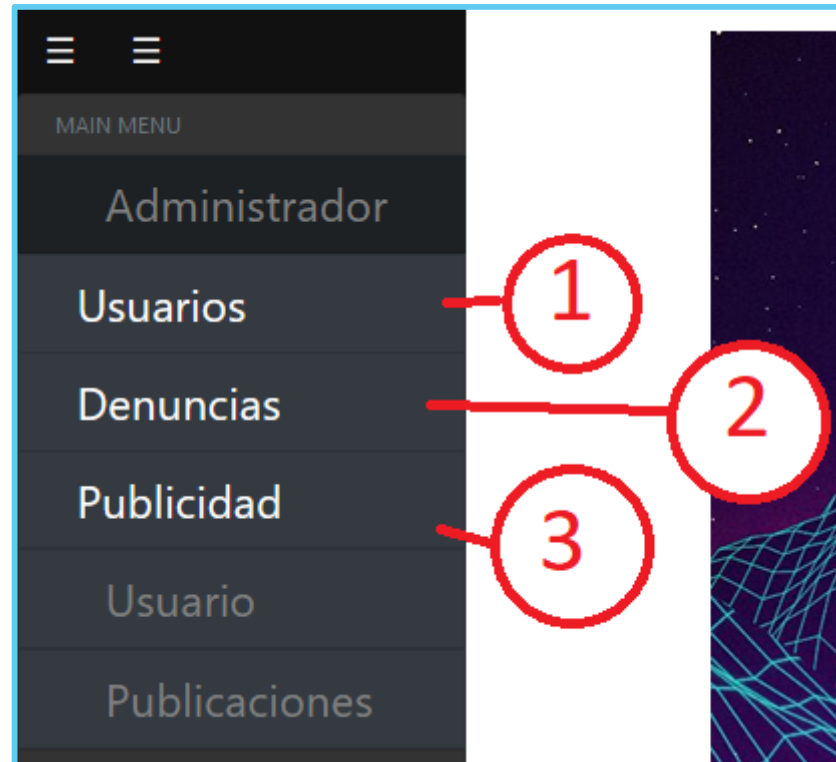 MAIN MENU
Administrador
Usuarios
1
Denuncias
2
Publicidad
3
Usuario
Publicaciones